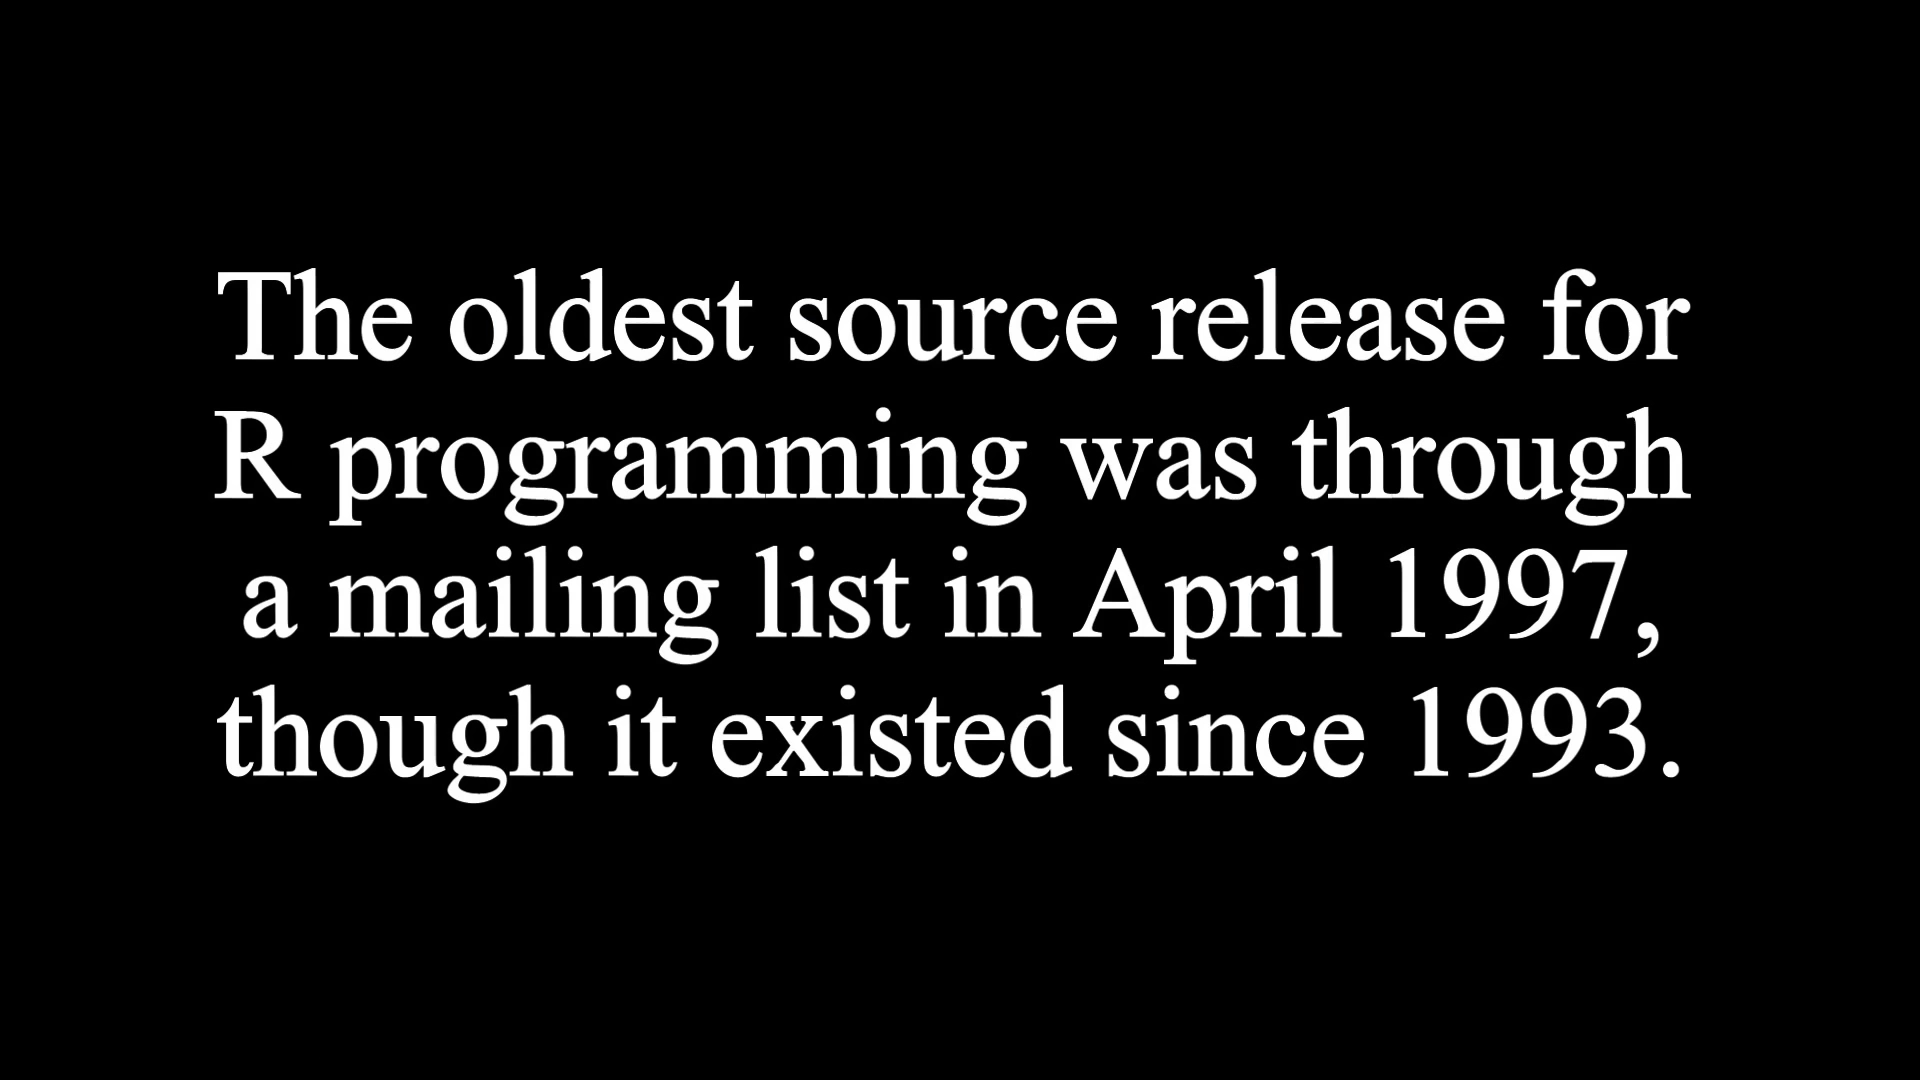 The oldest source release for
R programming was through
a mailing list in April 1997,
though it existed since 1993.